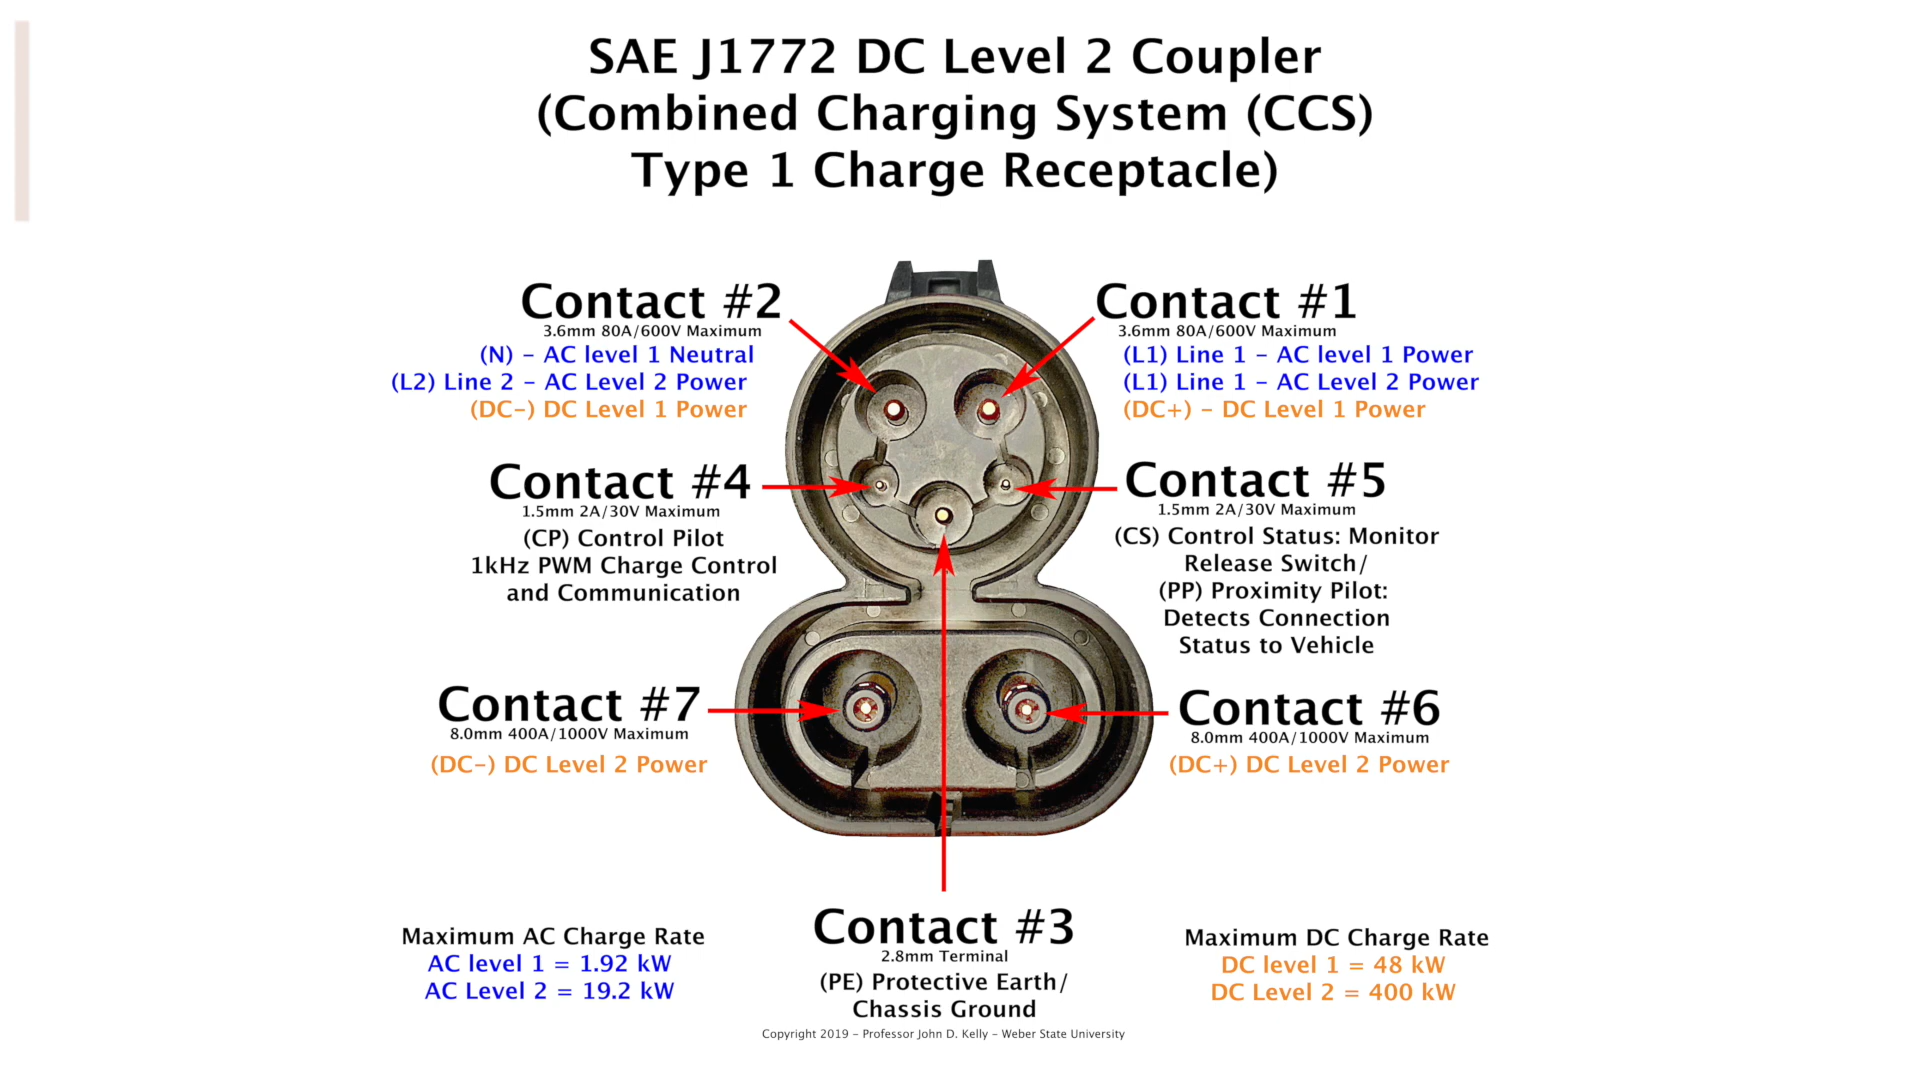 SAE J1772 DC Level 2 Coupler
(Combined Charging System (CCS)
Type 1 Charge Receptacle)
Contact #2
3.6mm 80A/600V Maximum
(N) - AC level 1 Neutral
(L2) Line 2 - AC Level 2 Power
(DC-) DC Level 1 Power
Contact #1
3.6mm 80A/600V Maximum
(L1) Line 1 - AC level 1 Power
(L1) Line 1 - AC Level 2 Power
(DC+) - DC Level 1 Power
Contact #4
1.5mm 2A/30V Maximum
(CP) Control Pilot
1kHz PWM Charge Control
and Communication
Contact #5
1.5mm 2A/30V Maximum
(CS) Control Status: Monitor
Release Switch/
(PP) Proximity Pilot:
Detects Connection
Status to Vehicle
Contact #7
8.0mm 400A/1000V Maximum
(DC-) DC Level 2 Power
Contact #6
8.0mm 400A/1000V Maximum
(DC+) DC Level 2 Power
Maximum AC Charge Rate
AC level 1 = 1.92 kW
AC Level 2 = 19.2 kW
Contact #3
2.8mm Terminal
(PE) Protective Earth/
Chassis Ground
Maximum DC Charge Rate
DC level 1 = 48 kW
DC Level 2 = 400 kW
Copyright 2019 - Professor John D. Kelly - Weber State University